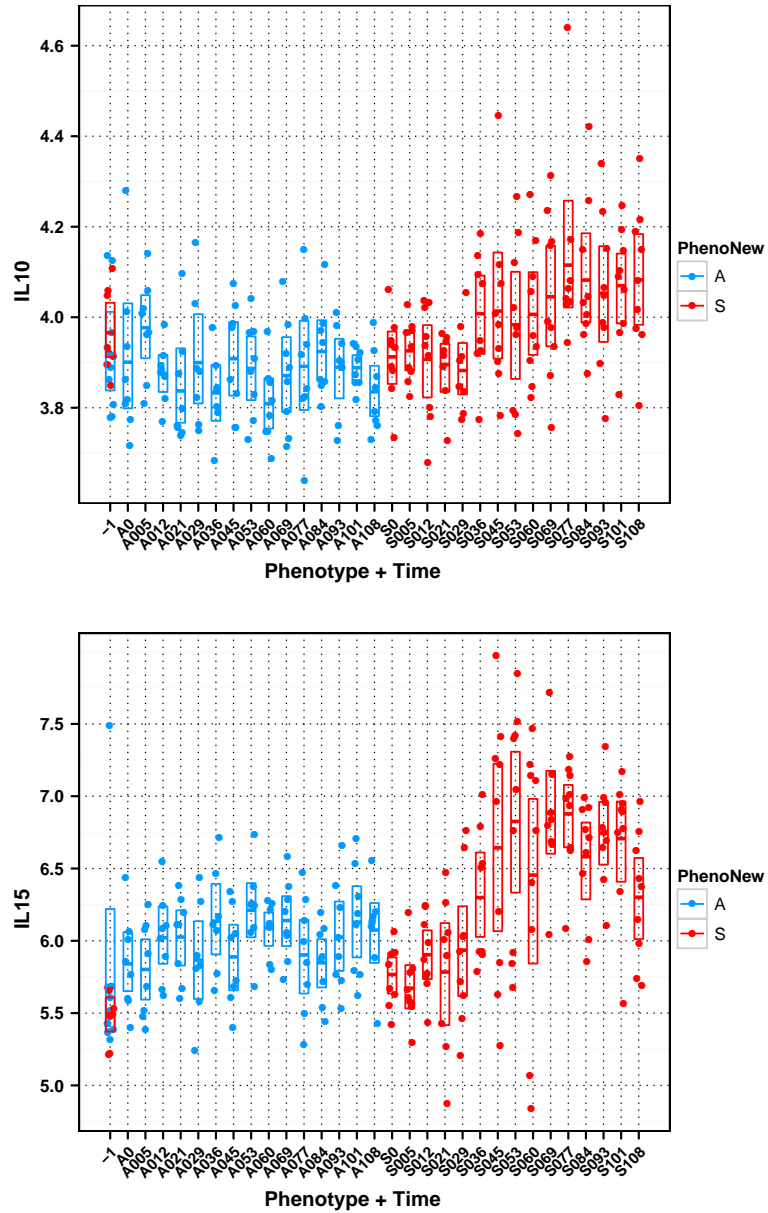 4.6
4.4
4.2
4.0
3.8
IL10
−1 A0 A005 A012 A021 A029 A036 A045 A053 A060 A069 A077 A084 A093 A101 A108 S0 S005 S012 S021 S029 S036 S045 S053 S060 S069 S077 S084 S093 S101 S108
Phenotype + Time
PhenoNew
A
S
7.5
7.0
6.5
6.0
5.5
5.0
IL15
−1 A0 A005 A012 A021 A029 A036 A045 A053 A060 A069 A077 A084 A093 A101 A108 S0 S005 S012 S021 S029 S036 S045 S053 S060 S069 S077 S084 S093 S101 S108
Phenotype + Time
PhenoNew
A
S